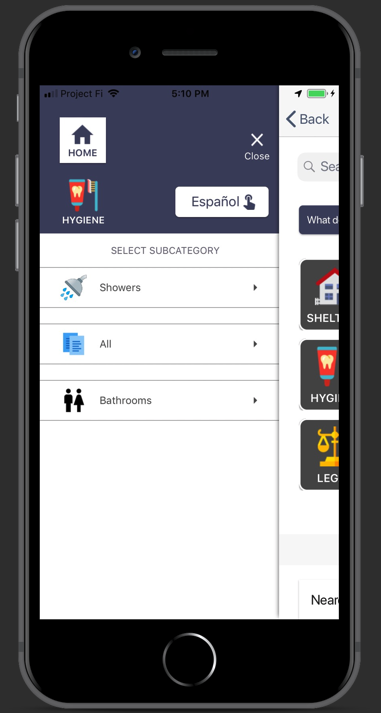 Project Fi 5:10 PM
Back
HOME
Close
Sea
HYGIENE
Español
What d
SELECT SUBCATEGORY
Showers
SHELT
All
HYGI
Bathrooms
LEG
Near